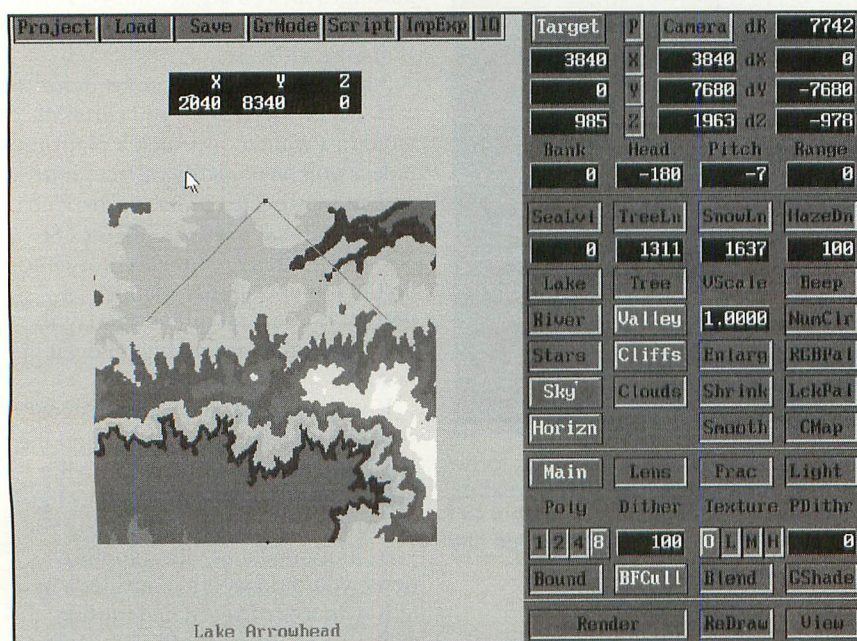 Project Load Save GrMode Script ImpExp IQ
X Y Z
2040 8340 0
Lake Arrowhead
Target P Camera dR 7742
3840 X 3840 dX 0
0 Y 7680 dY -7680
985 Z 1963 dZ -978
Bank Head Pitch Range
0 -180 -7 0
SeaLvl TreeLn SnowLn HazeDn
0 1311 1637 100
Lake Tree VScale Beep
River Valley 1.0000 NumClr
Stars Cliffs Enlarg RGBPal
Sky Clouds Shrink LckPal
Horizn Smooth CMap
Main Lens Frac Light
Poly Dither Texture PDithr
1 2 4 8 100 O L M H 0
Bound BFCull Blend GShade
Render ReDraw View